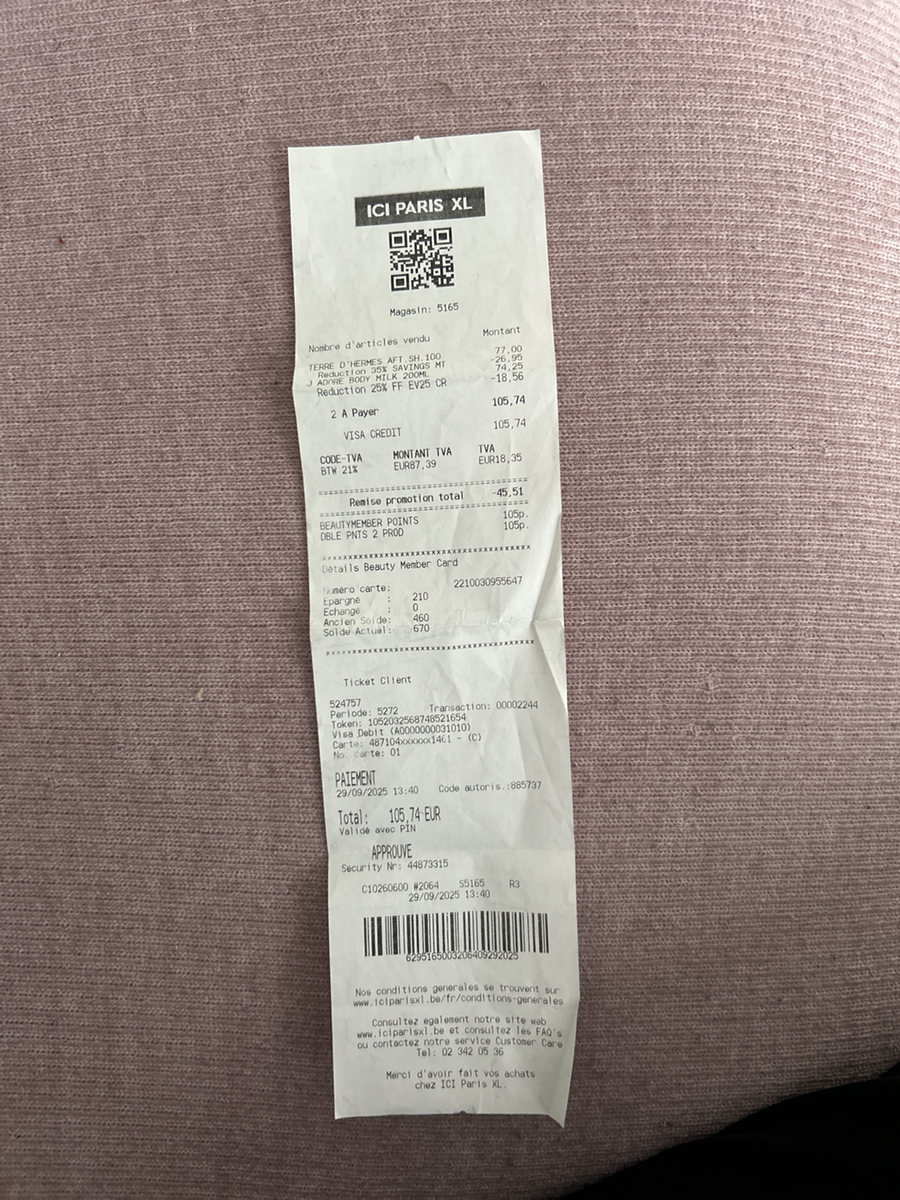 ICI PARIS XL
Magasin: 5165
Nombre d'articles vendu Montant
TERRE D'HERMES AFT.SH.100 77,00
Reduction 35% SAVINGS MT -26,95
J ADORE BODY MILK 200ML 74,25
Reduction 25% FF EV25 CR -18,56
2 A Payer 105,74
VISA CREDIT 105,74
CODE-TVA MONTANT TVA TVA
BTW 21% EUR87,39 EUR18,35
================================
Remise promotion total -45,51
================================
BEAUTYMEMBER POINTS 105p.
DBLE PNTS 2 PROD 105p.
********************************
Détails Beauty Member Card
Numéro carte: 2210030955647
Epargné : 210
Echangé : 0
Ancien Solde: 460
Solde Actuel: 670
********************************
Ticket Client
524757
Periode: 5272 Transaction: 00002244
Token: 1052032568748521654
Visa Debit (A0000000031010)
Carte: 487104xxxxxx1461 - (C)
No. carte: 01
PAIEMENT
29/09/2025 13:40 Code autoris.:885737
Total: 105,74 EUR
Validé avec PIN
APPROUVE
Security Nr: 44873315
C10260600 #2064 S5165 R3
29/09/2025 13:40
6295165003206409292025
Nos conditions generales se trouvent sur
www.iciparisxl.be/fr/conditions-generales
Consultez egalement notre site web
www.iciparisxl.be et consultez les FAQ's
ou contactez notre service Customer Care
Tel: 02 342 05 36
Merci d'avoir fait vos achats
chez ICI Paris XL.